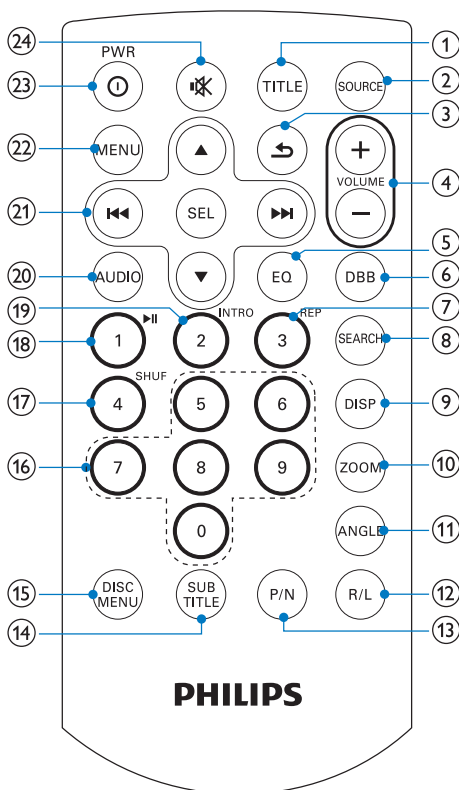 24
PWR
1
23
TITLE
SOURCE
2
3
22
MENU
+
VOLUME
4
21
SEL
−
5
20
AUDIO
EQ
DBB
6
19
7
INTRO
REP
18
1
2
3
SEARCH
8
SHUF
17
4
5
6
DISP
9
16
7
8
9
ZOOM
10
0
ANGLE
11
15
DISC
MENU
SUB
TITLE
P/N
R/L
12
14
13
PHILIPS